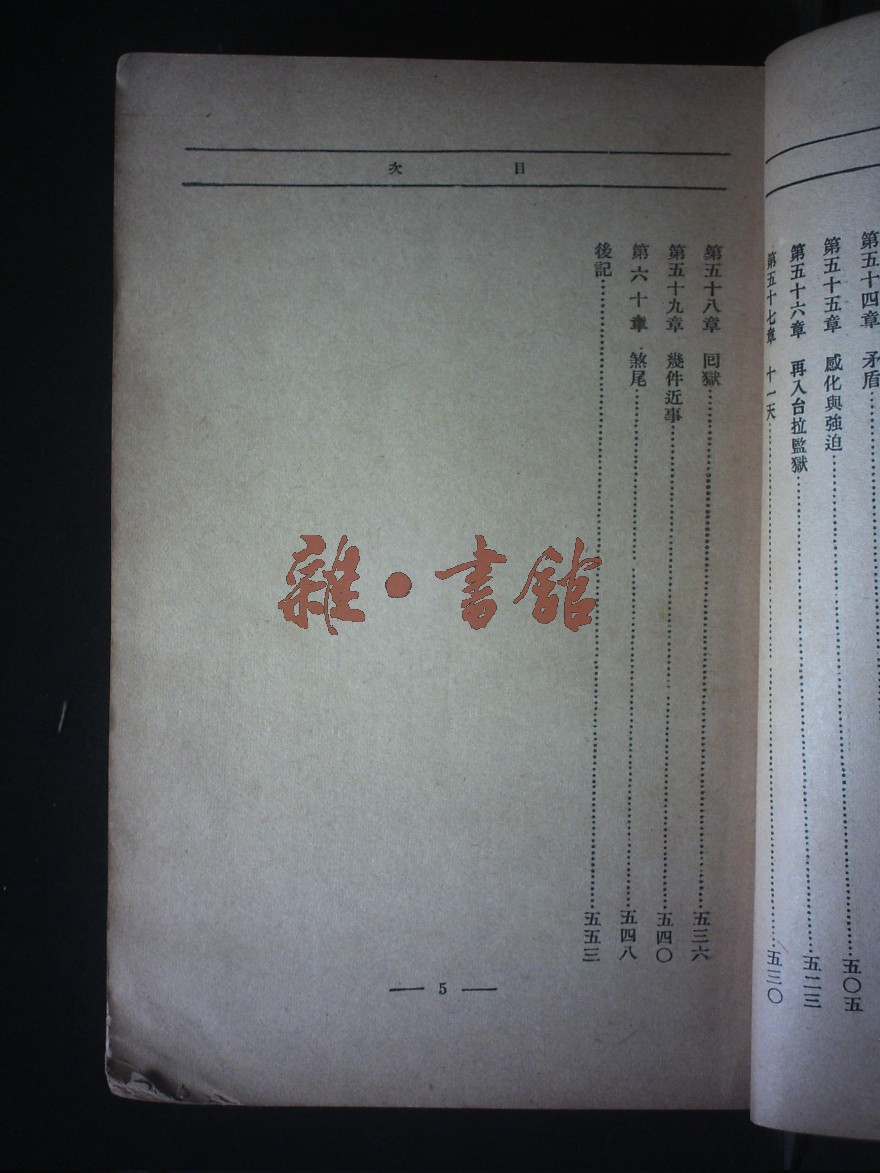 目次
第五十四章 矛盾
第五十五章 感化與強迫 五〇五
第五十六章 再入台拉監獄 五二三
第五十七章 十一天 五三〇
第五十八章 回獄 五三六
第五十九章 幾件近事 五四〇
第六十章 煞尾 五四八
後記 五五三
— 5 —
雜·書館